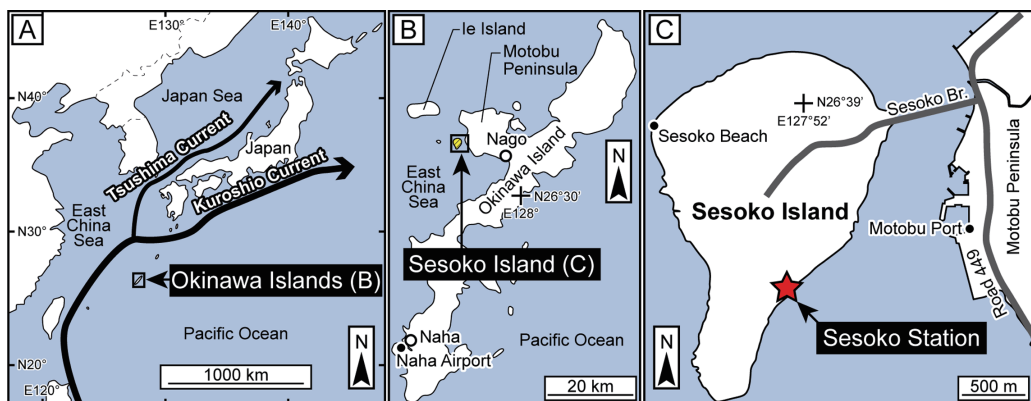 A
E130°
E140°
N40°
Japan Sea
Tsushima Current
Japan
Kuroshio Current
East
China
Sea
N30°
Okinawa Islands (B)
Pacific Ocean
N20°
E120°
1000 km
N
B
Ie Island
Motobu
Peninsula
Nago
N
East
China
Sea
Okinawa Island
N26°30'
E128°
Sesoko Island (C)
Naha
Naha Airport
Pacific Ocean
20 km
C
N26°39'
E127°52'
Sesoko Br.
Sesoko Beach
Motobu Peninsula
Sesoko Island
Motobu Port
Road 449
Sesoko Station
N
500 m